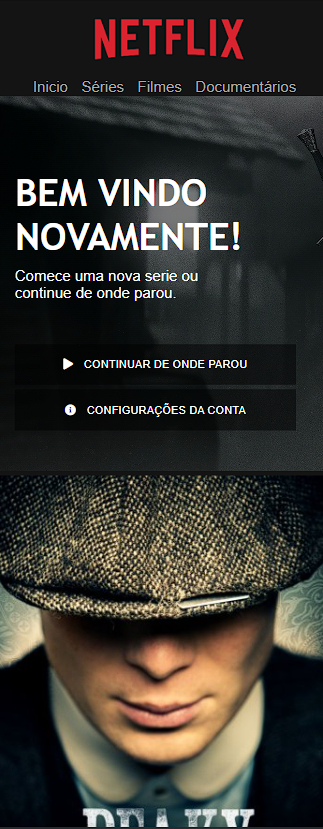 NETFLIX
Inicio Séries Filmes Documentários
BEM VINDO
NOVAMENTE!
Comece uma nova serie ou
continue de onde parou.
CONTINUAR DE ONDE PAROU
CONFIGURAÇÕES DA CONTA
PEAKY